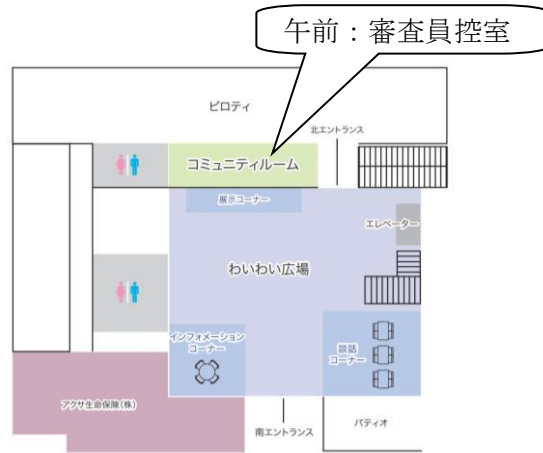 午前：審査員控室
ピロティ
北エントランス
コミュニティルーム
展示コーナー
エレベーター
わいわい広場
インフォメーション
コーナー
談話
コーナー
アクサ生命保険(株)
南エントランス
パティオ